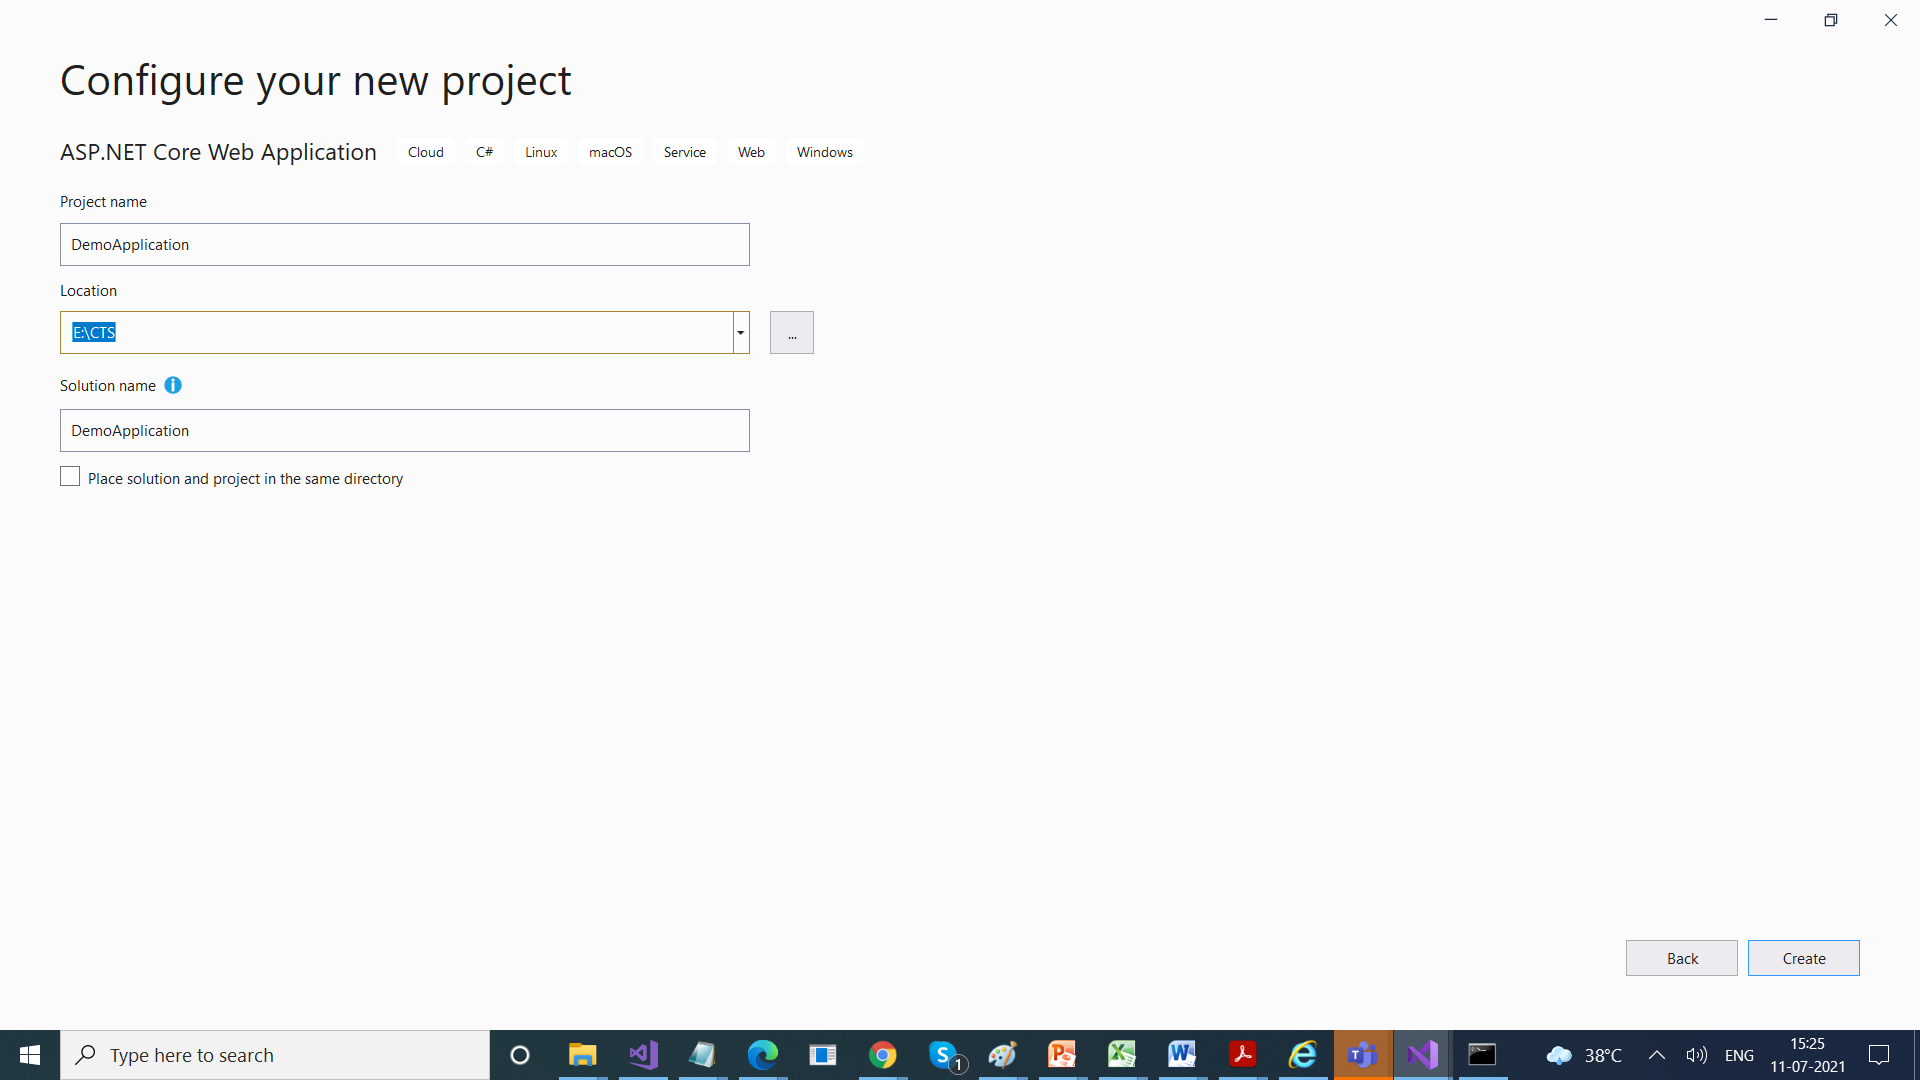 Configure your new project
ASP.NET Core Web Application Cloud C# Linux macOS Service Web Windows
Project name
DemoApplication
Location
E:\CTS
...
Solution name
DemoApplication
Place solution and project in the same directory
Back Create
Type here to search
1
38°C
ENG
15:25
11-07-2021